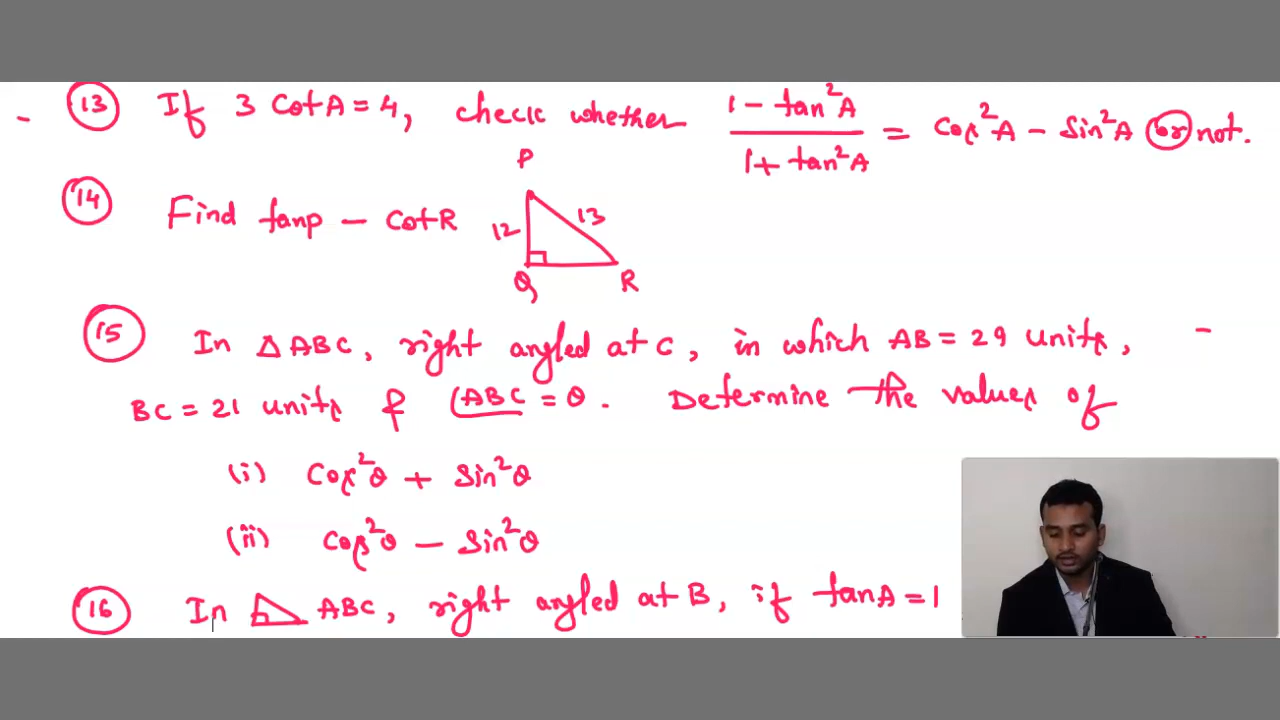 (13) If 3 CotA = 4, check whether (1 - tan²A) / (1 + tan²A) = Cos²A - Sin²A or not.
(14) Find tanp - CotR
P
12
13
Q
R
(15) In ΔABC, right angled at C, in which AB = 29 units,
BC = 21 units & ∠ABC = θ. Determine the values of
(i) Cos²θ + Sin²θ
(ii) Cos²θ - Sin²θ
(16) In △ ABC, right angled at B, if tanA = 1